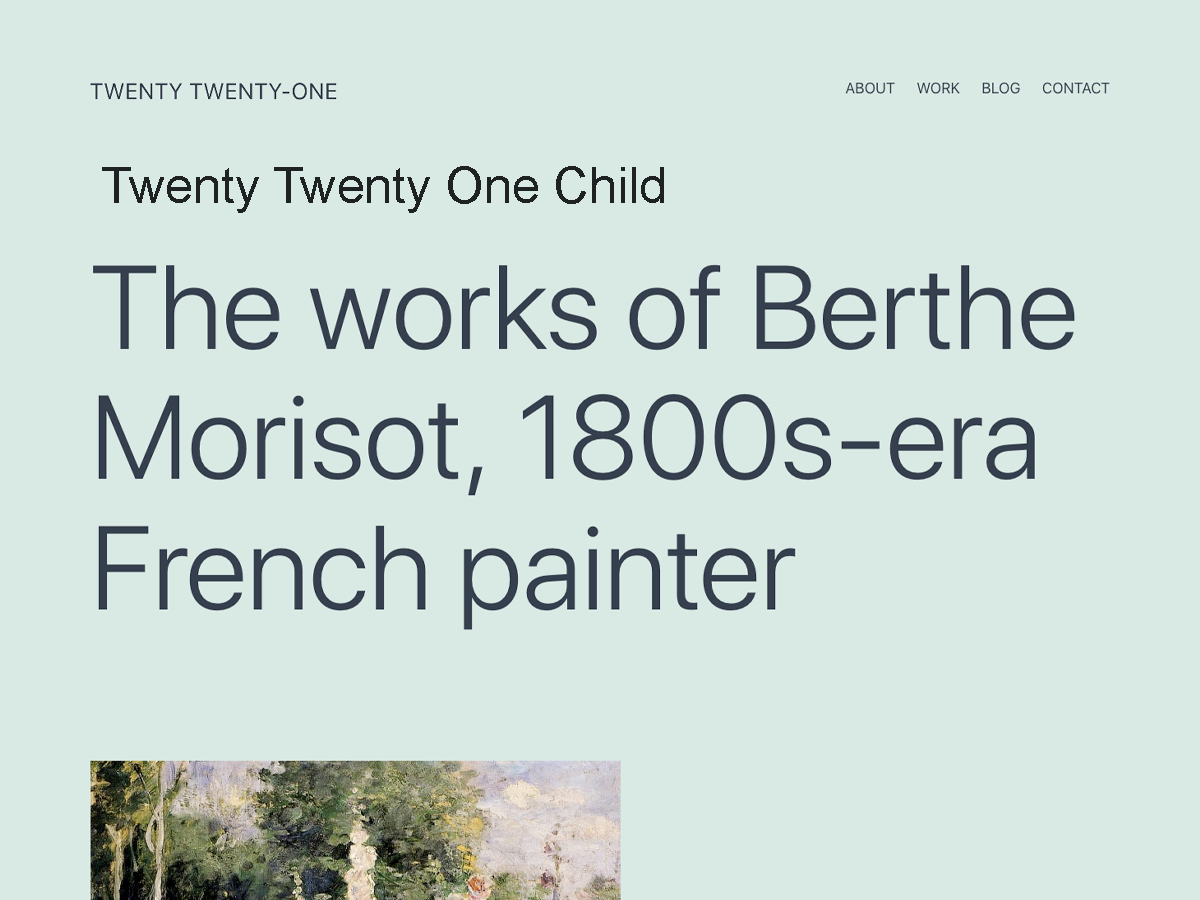 TWENTY TWENTY-ONE
ABOUT WORK BLOG CONTACT
Twenty Twenty One Child
The works of Berthe
Morisot, 1800s-era
French painter